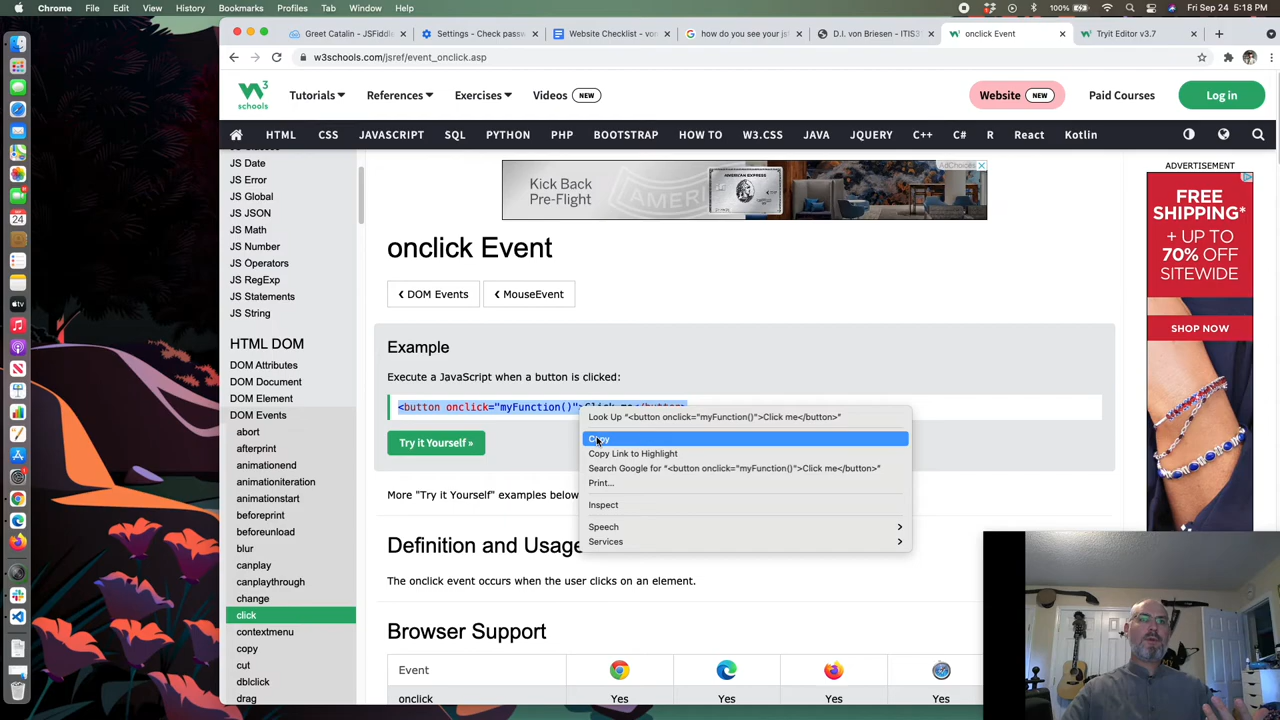 Chrome File Edit View History Bookmarks Profiles Tab Window Help
100% Fri Sep 24 5:18 PM
Greet Catalin - JSFiddle
Settings - Check passw
Website Checklist - von
how do you see your js
D.I. von Briesen - ITIS3
onclick Event
Tryit Editor v3.7
w3schools.com/jsref/event_onclick.asp
W3 schools
Tutorials References Exercises Videos NEW
Website NEW Paid Courses Log in
HTML CSS JAVASCRIPT SQL PYTHON PHP BOOTSTRAP HOW TO W3.CSS JAVA JQUERY C++ C# R React Kotlin
JS Date
JS Error
JS Global
JS JSON
JS Math
JS Number
JS Operators
JS RegExp
JS Statements
JS String
HTML DOM
DOM Attributes
DOM Document
DOM Element
DOM Events
abort
afterprint
animationend
animationiteration
animationstart
beforeprint
beforeunload
blur
canplay
canplaythrough
change
click
contextmenu
copy
cut
dblclick
drag
AdChoices
Kick Back
Pre-Flight
onclick Event
❮ DOM Events ❮ MouseEvent
Example
Execute a JavaScript when a button is clicked:
<button onclick="myFunction()">Click me</button>
Try it Yourself »
More "Try it Yourself" examples below
Definition and Usage
The onclick event occurs when the user clicks on an element.
Browser Support
Event
onclick Yes Yes Yes Yes
Look Up “<button onclick="myFunction()">Click me</button>”
Copy
Copy Link to Highlight
Search Google for “<button onclick="myFunction()">Click me</button>”
Print...
Inspect
Speech
Services
ADVERTISEMENT
FREE
SHIPPING*
+ UP TO
70% OFF
SITEWIDE
SHOP NOW
24
tv